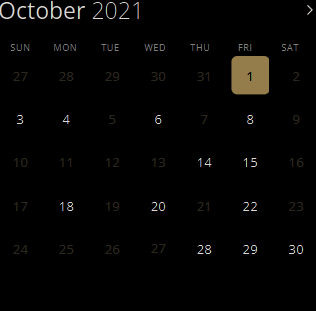 October 2021
SUN MON TUE WED THU FRI SAT
27 28 29 30 31 1 2
3 4 5 6 7 8 9
10 11 12 13 14 15 16
17 18 19 20 21 22 23
24 25 26 27 28 29 30